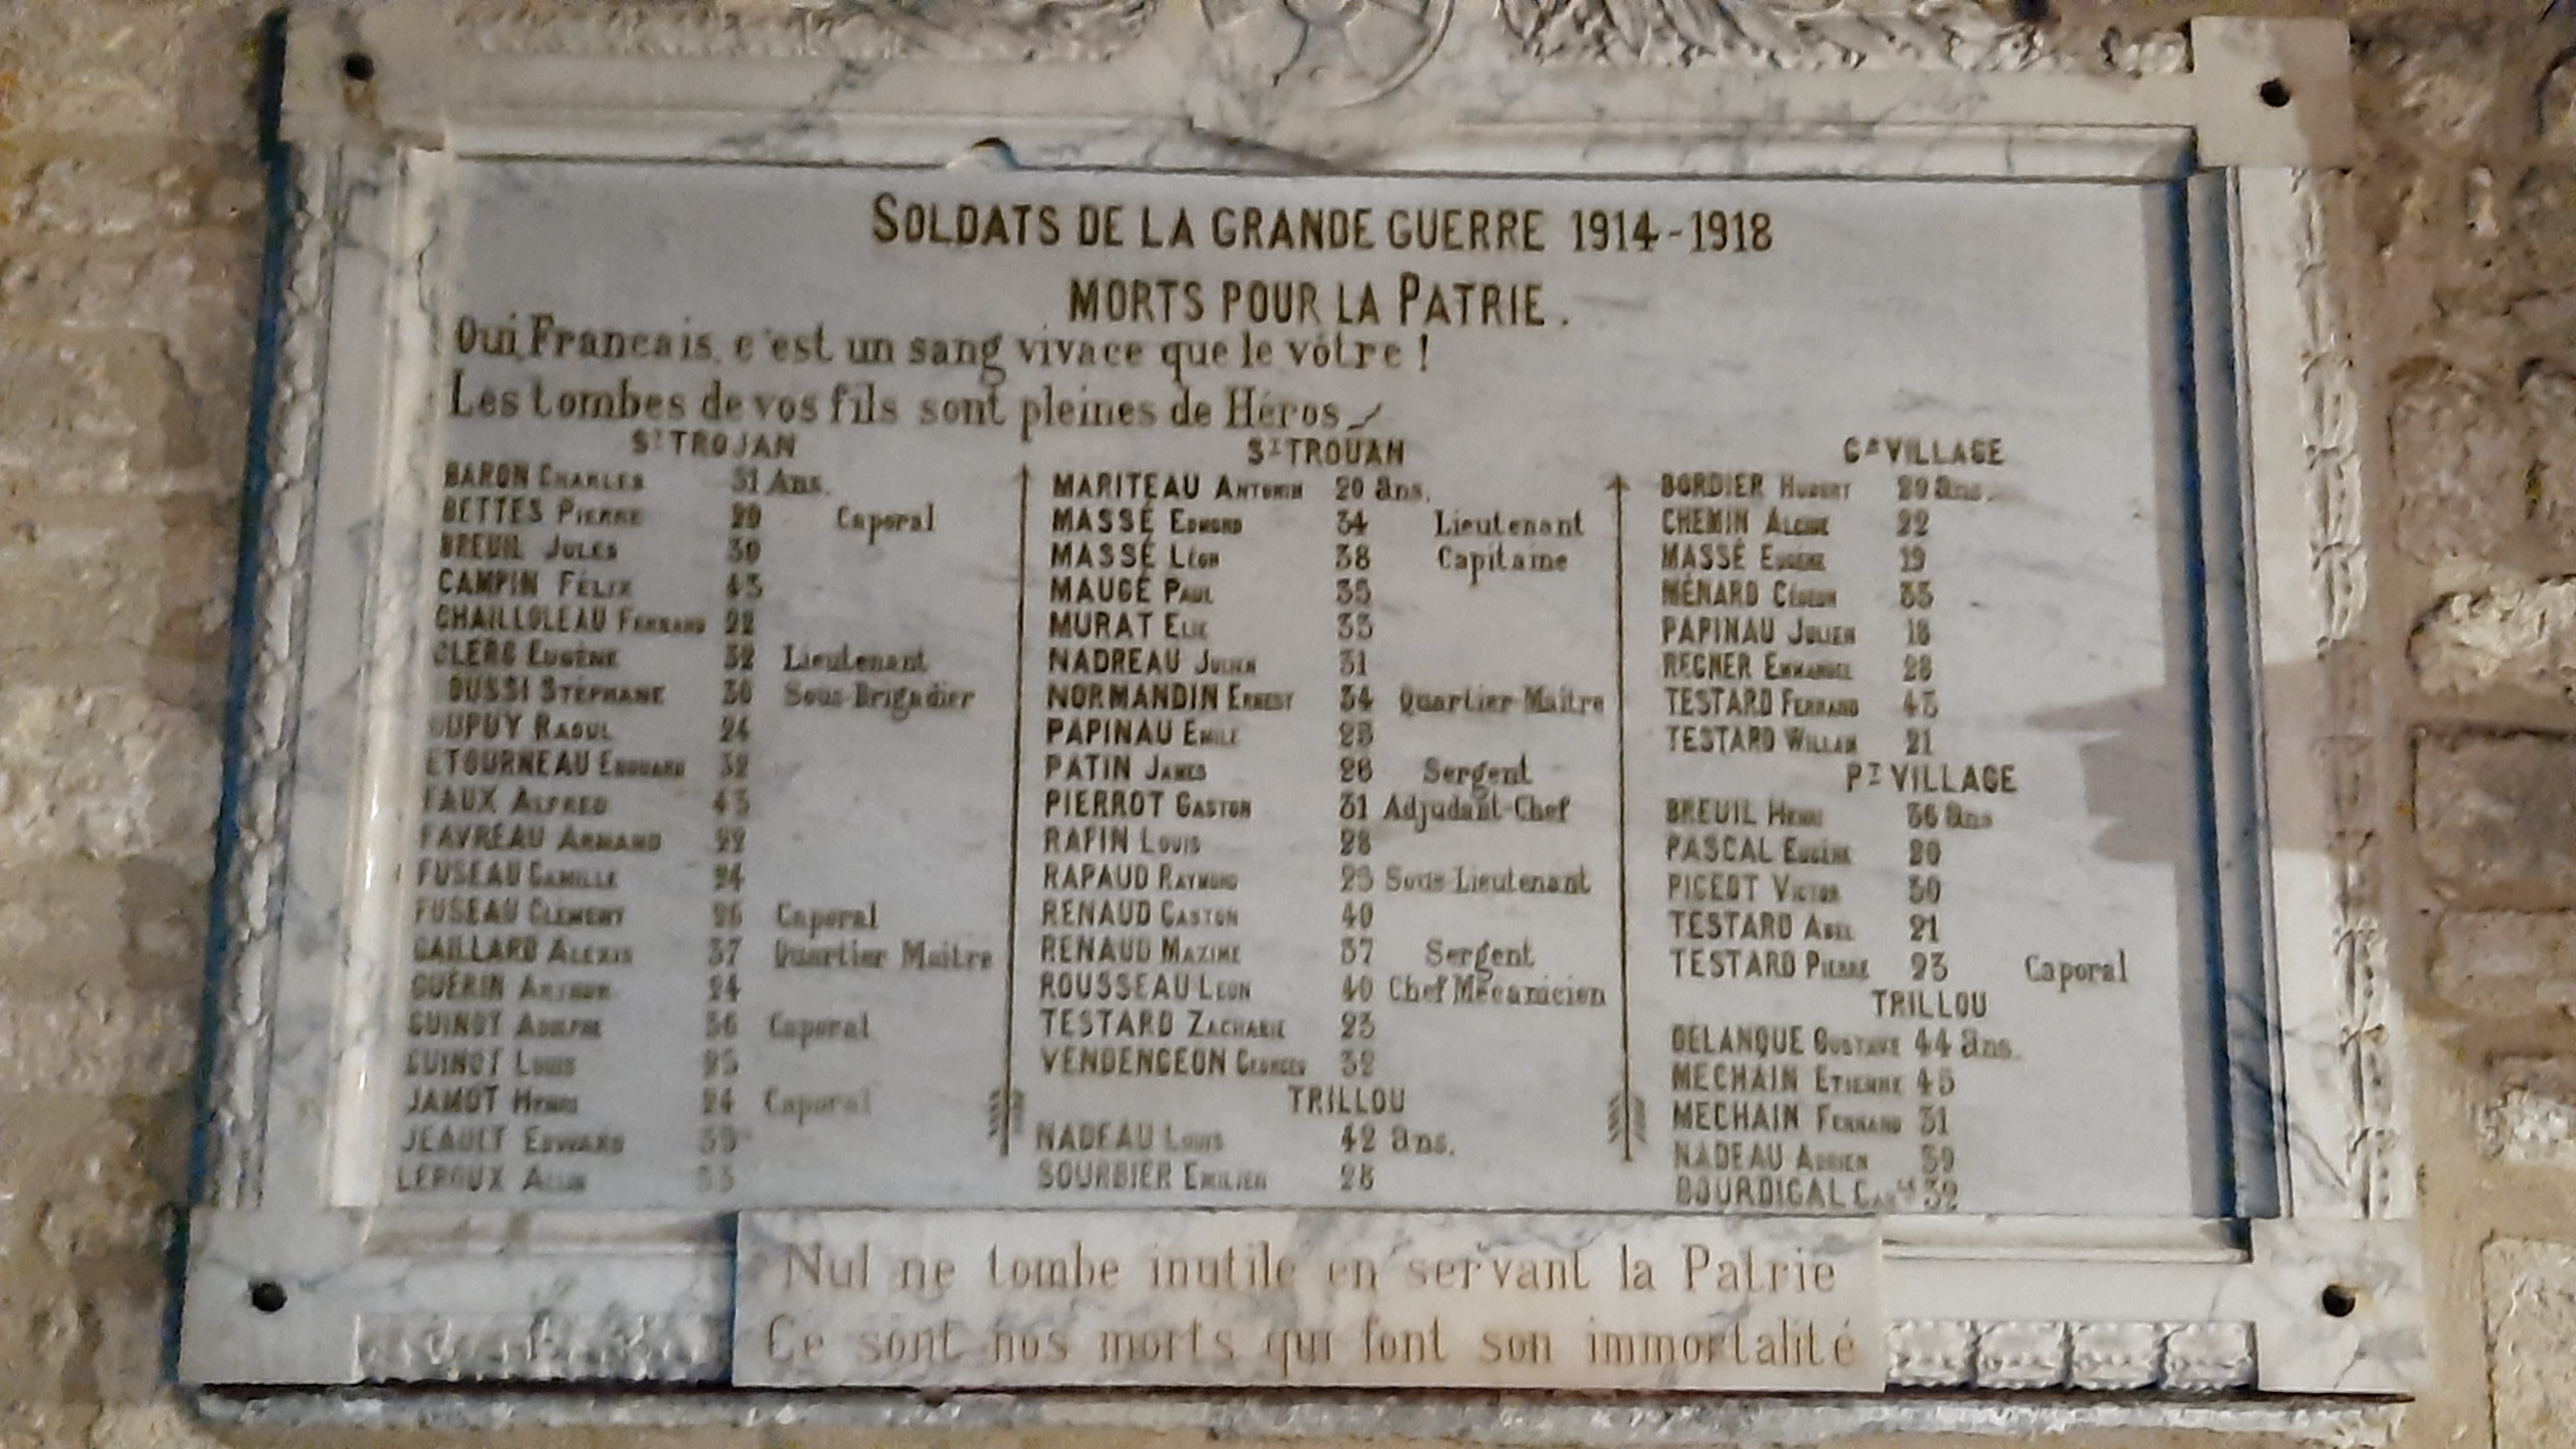 SOLDATS DE LA GRANDE GUERRE 1914-1918
MORTS POUR LA PATRIE.
Oui Francais, c'est un sang vivace que le vôtre !
Les tombes de vos fils sont pleines de Héros
ST TROJAN
BARON CHARLES 31 Ans.
BETTES PIERRE 29 Caporal
BREUIL JULES 30
CAMPIN FÉLIX 43
CHAILLOLEAU FERNAND 22
CLERC EUGÈNE 32 Lieutenant
OUSSI STÉPHANE 36 Sous-Brigadier
DUPUY RAOUL 24
ETOURNEAU EDOUARD 32
FAUX ALFRED 43
FAVREAU ARMAND 22
FUSEAU CAMILLE 24
FUSEAU CLEMENT 26 Caporal
GAILLARD ALEXIS 37 Quartier Maitre
GUÉRIN ARTHUR 24
GUINOT ADOLPHE 36 Caporal
GUINOT LOUIS 25
JAMOT HENRI 24 Caporal
JEAULT EDWARD
LEROUX
ST TROUAN
MARITEAU ANTONIN 20 ans.
MASSÉ EDMOND 34 Lieutenant
MASSÉ LÉON 38 Capitaine
MAUGÉ PAUL 35
MURAT ELIE 33
NADREAU JULIEN 31
NORMANDIN ERNEST 34 Quartier-Maitre
PAPINAU EMILE 25
PATIN JAMES 26 Sergent
PIERROT GASTON 31 Adjudant-Chef
RAFIN LOUIS 28
RAPAUD RAYMOND 25 Sous-Lieutenant
RENAUD GASTON 40
RENAUD MAXIME 37 Sergent
ROUSSEAU LEON 40 Chef Mécanicien
TESTARD ZACHARIE 23
VENDENGEON GEORGES 32
TRILLOU
NADEAU LOUIS 42 ans.
SOURBIER EMILIEN 28
GD VILLAGE
BORDIER HUBERT 20 ans.
CHEMIN ALCIDE 22
MASSÉ EUGÈNE 19
MÉNARD 33
PAPINAU JULIEN 18
REGNER EMMANUEL 28
TESTARD FERNAND 43
TESTARD WILLAM 21
PT VILLAGE
BREUIL HENRI 36 ans
PASCAL EUGÈNE 20
PIGEOT VICTOR 30
TESTARD ABEL 21
TESTARD PIERRE 23 Caporal
TRILLOU
DELANQUE GUSTAVE 44 ans.
MECHAIN ETIENNE 45
MECHAIN FERNAND 31
NADEAU ADRIEN 39
BOURDIGAL 32
Nul ne tombe inutile en servant la Patrie
Ce sont nos morts qui font son immortalité